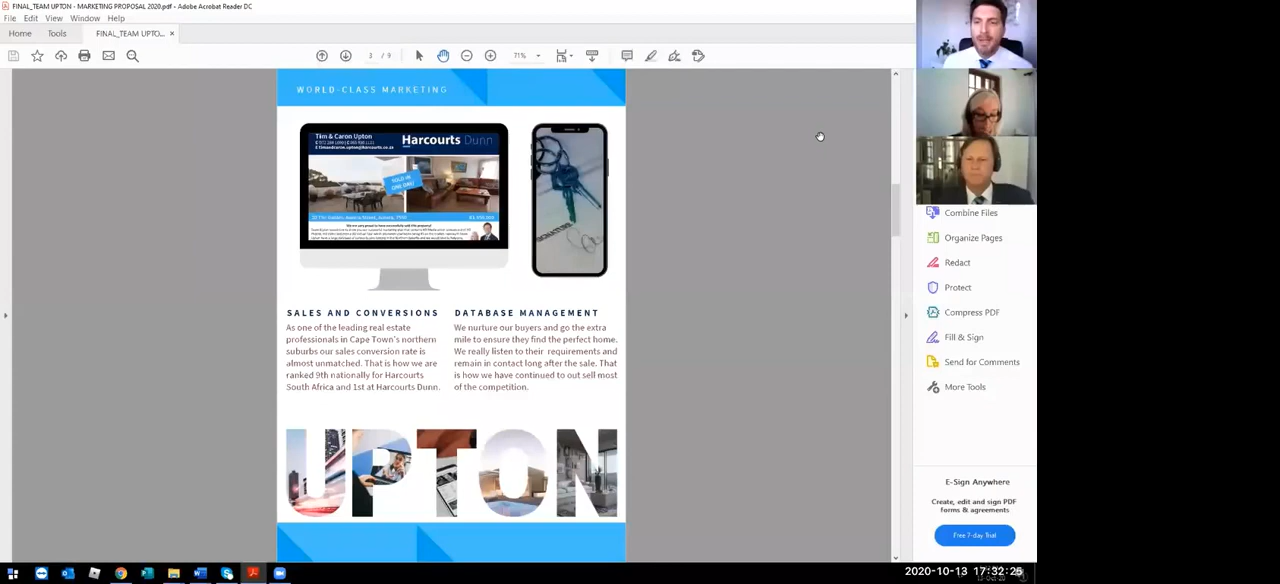 FINAL_TEAM UPTON - MARKETING PROPOSAL 2020.pdf - Adobe Acrobat Reader DC
File Edit View Window Help
Home Tools FINAL_TEAM UPTO... ×
3 / 9 71%
WORLD-CLASS MARKETING
Tim & Caron Upton
Harcourts Dunn
SOLD IN
ONE DAY!
SALES AND CONVERSIONS
As one of the leading real estate
professionals in Cape Town's northern
suburbs our sales conversion rate is
almost unmatched. That is how we are
ranked 9th nationally for Harcourts
South Africa and 1st at Harcourts Dunn.
DATABASE MANAGEMENT
We nurture our buyers and go the extra
mile to ensure they find the perfect home.
We really listen to their requirements and
remain in contact long after the sale. That
is how we have continued to out sell most
of the competition.
UPTON
Combine Files
Organize Pages
Redact
Protect
Compress PDF
Fill & Sign
Send for Comments
More Tools
E-Sign Anywhere
Create, edit and sign PDF
forms & agreements
Free 7-day Trial
2020-10-13 17:32:25